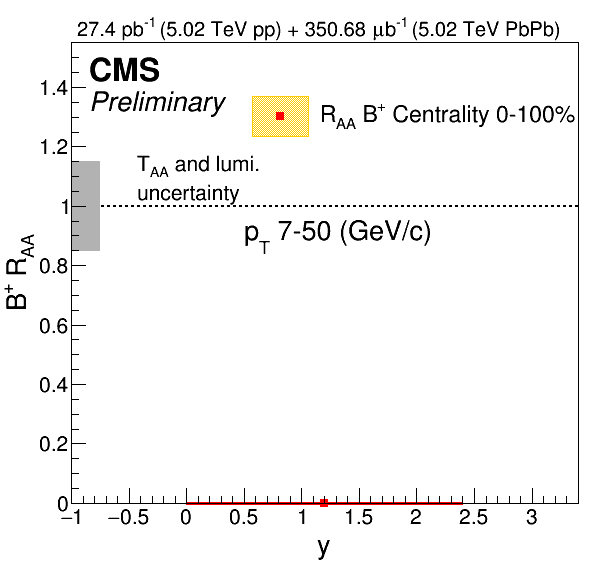 27.4 pb⁻¹ (5.02 TeV pp) + 350.68 μb⁻¹ (5.02 TeV PbPb)
CMS
Preliminary
R_AA B⁺ Centrality 0-100%
T_AA and lumi.
uncertainty
p_T 7-50 (GeV/c)
B⁺ R_AA
1.4
1.2
1
0.8
0.6
0.4
0.2
0
−1 −0.5 0 0.5 1 1.5 2 2.5 3
y